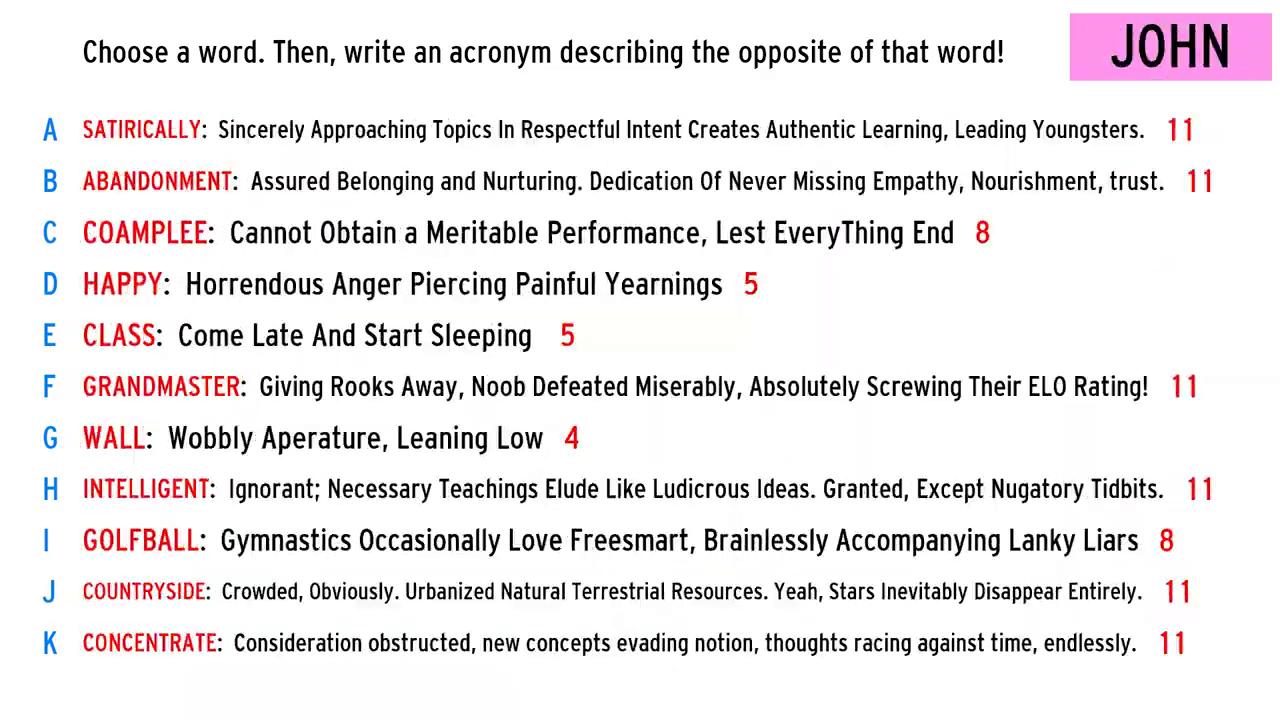 Choose a word. Then, write an acronym describing the opposite of that word!
JOHN
A SATIRICALLY: Sincerely Approaching Topics In Respectful Intent Creates Authentic Learning, Leading Youngsters. 11
B ABANDONMENT: Assured Belonging and Nurturing. Dedication Of Never Missing Empathy, Nourishment, trust. 11
C COAMPLEE: Cannot Obtain a Meritable Performance, Lest EveryThing End 8
D HAPPY: Horrendous Anger Piercing Painful Yearnings 5
E CLASS: Come Late And Start Sleeping 5
F GRANDMASTER: Giving Rooks Away, Noob Defeated Miserably, Absolutely Screwing Their ELO Rating! 11
G WALL: Wobbly Aperature, Leaning Low 4
H INTELLIGENT: Ignorant; Necessary Teachings Elude Like Ludicrous Ideas. Granted, Except Nugatory Tidbits. 11
I GOLFBALL: Gymnastics Occasionally Love Freesmart, Brainlessly Accompanying Lanky Liars 8
J COUNTRYSIDE: Crowded, Obviously. Urbanized Natural Terrestrial Resources. Yeah, Stars Inevitably Disappear Entirely. 11
K CONCENTRATE: Consideration obstructed, new concepts evading notion, thoughts racing against time, endlessly. 11